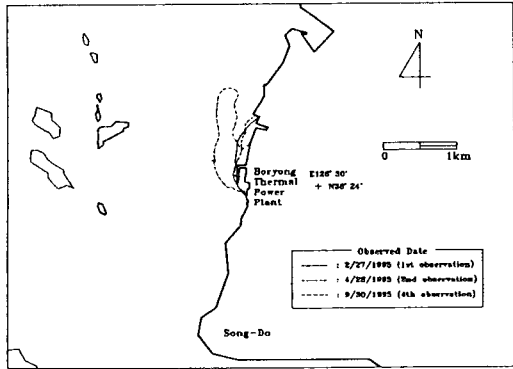 N
0 1km
Boryong E126° 30'
Thermal + N36° 24'
Power
Plant
Observed Date
: 2/27/1995 (1st observation)
: 4/28/1995 (2nd observation)
: 9/30/1995 (4th observation)
Song-Do